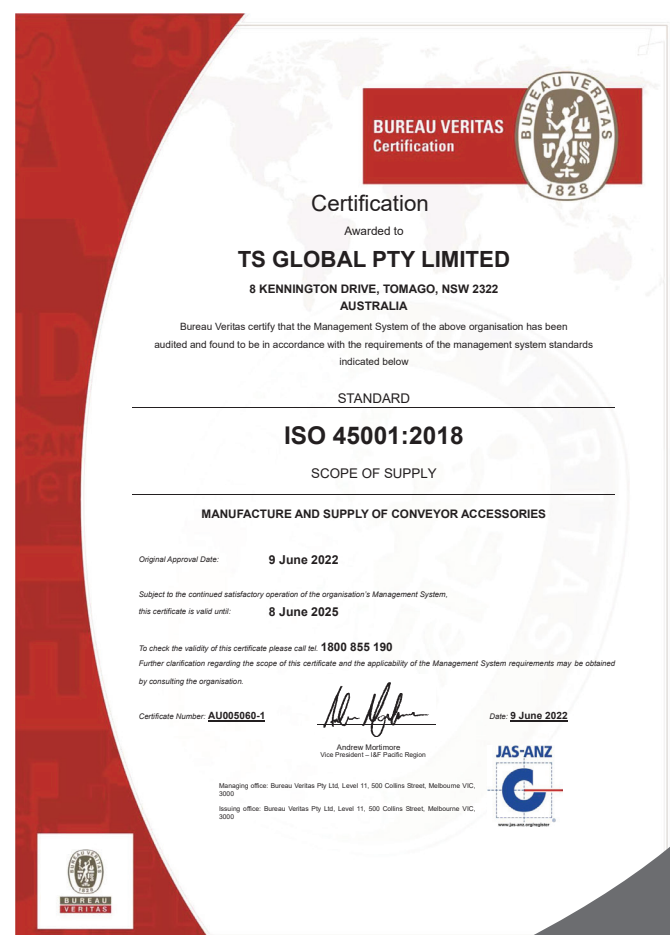 BUREAU VERITAS
Certification
BUREAU VERITAS
1828
Certification
Awarded to
TS GLOBAL PTY LIMITED
8 KENNINGTON DRIVE, TOMAGO, NSW 2322
AUSTRALIA
Bureau Veritas certify that the Management System of the above organisation has been
audited and found to be in accordance with the requirements of the management system standards
indicated below
STANDARD
ISO 45001:2018
SCOPE OF SUPPLY
MANUFACTURE AND SUPPLY OF CONVEYOR ACCESSORIES
Original Approval Date: 9 June 2022
Subject to the continued satisfactory operation of the organisation's Management System,
this certificate is valid until: 8 June 2025
To check the validity of this certificate please call tel. 1800 855 190
Further clarification regarding the scope of this certificate and the applicability of the Management System requirements may be obtained
by consulting the organisation.
Certificate Number: AU005060-1
Date: 9 June 2022
Andrew Mortimore
Vice President – I&F Pacific Region
JAS-ANZ
www.jas-anz.org/register
Managing office: Bureau Veritas Pty Ltd, Level 11, 500 Collins Street, Melbourne VIC,
3000
Issuing office: Bureau Veritas Pty Ltd, Level 11, 500 Collins Street, Melbourne VIC,
3000
BUREAU VERITAS
1828
BUREAU
VERITAS